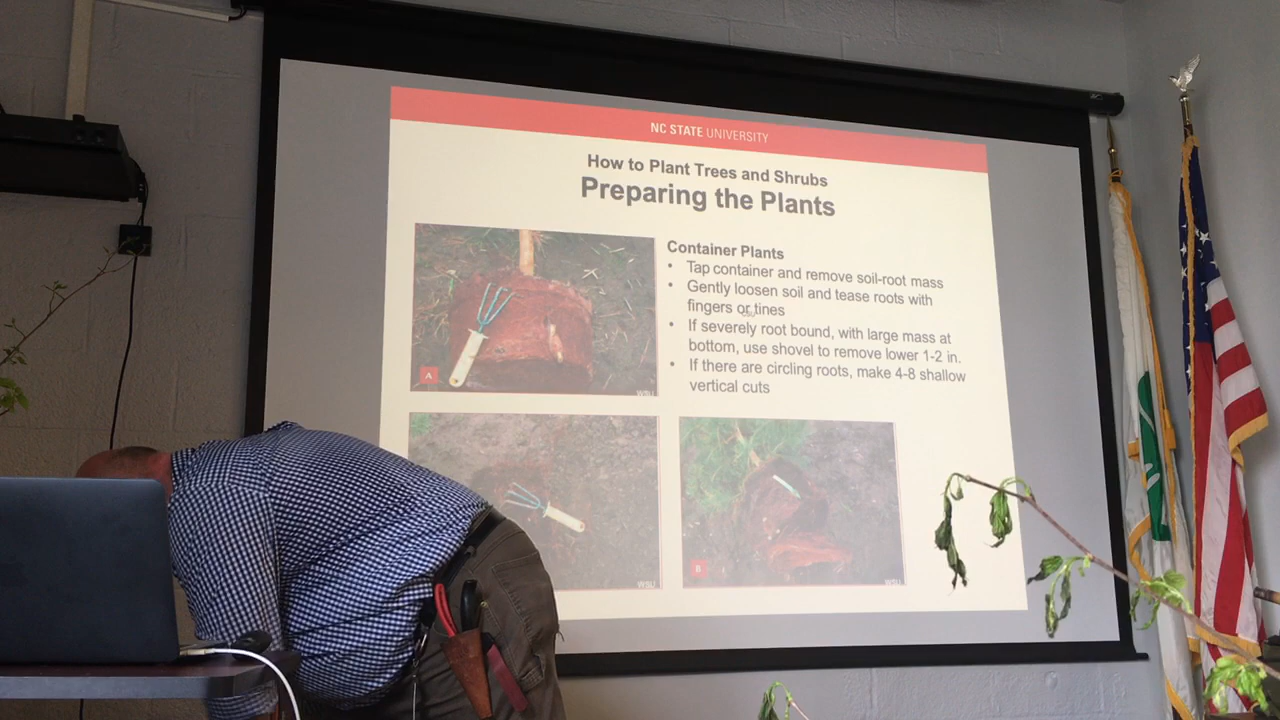 NC STATE UNIVERSITY
How to Plant Trees and Shrubs
Preparing the Plants
Container Plants
• Tap container and remove soil-root mass
• Gently loosen soil and tease roots with
fingers or tines
• If severely root bound, with large mass at
bottom, use shovel to remove lower 1-2 in.
• If there are circling roots, make 4-8 shallow
vertical cuts
A
WSU
WSU
B
WSU